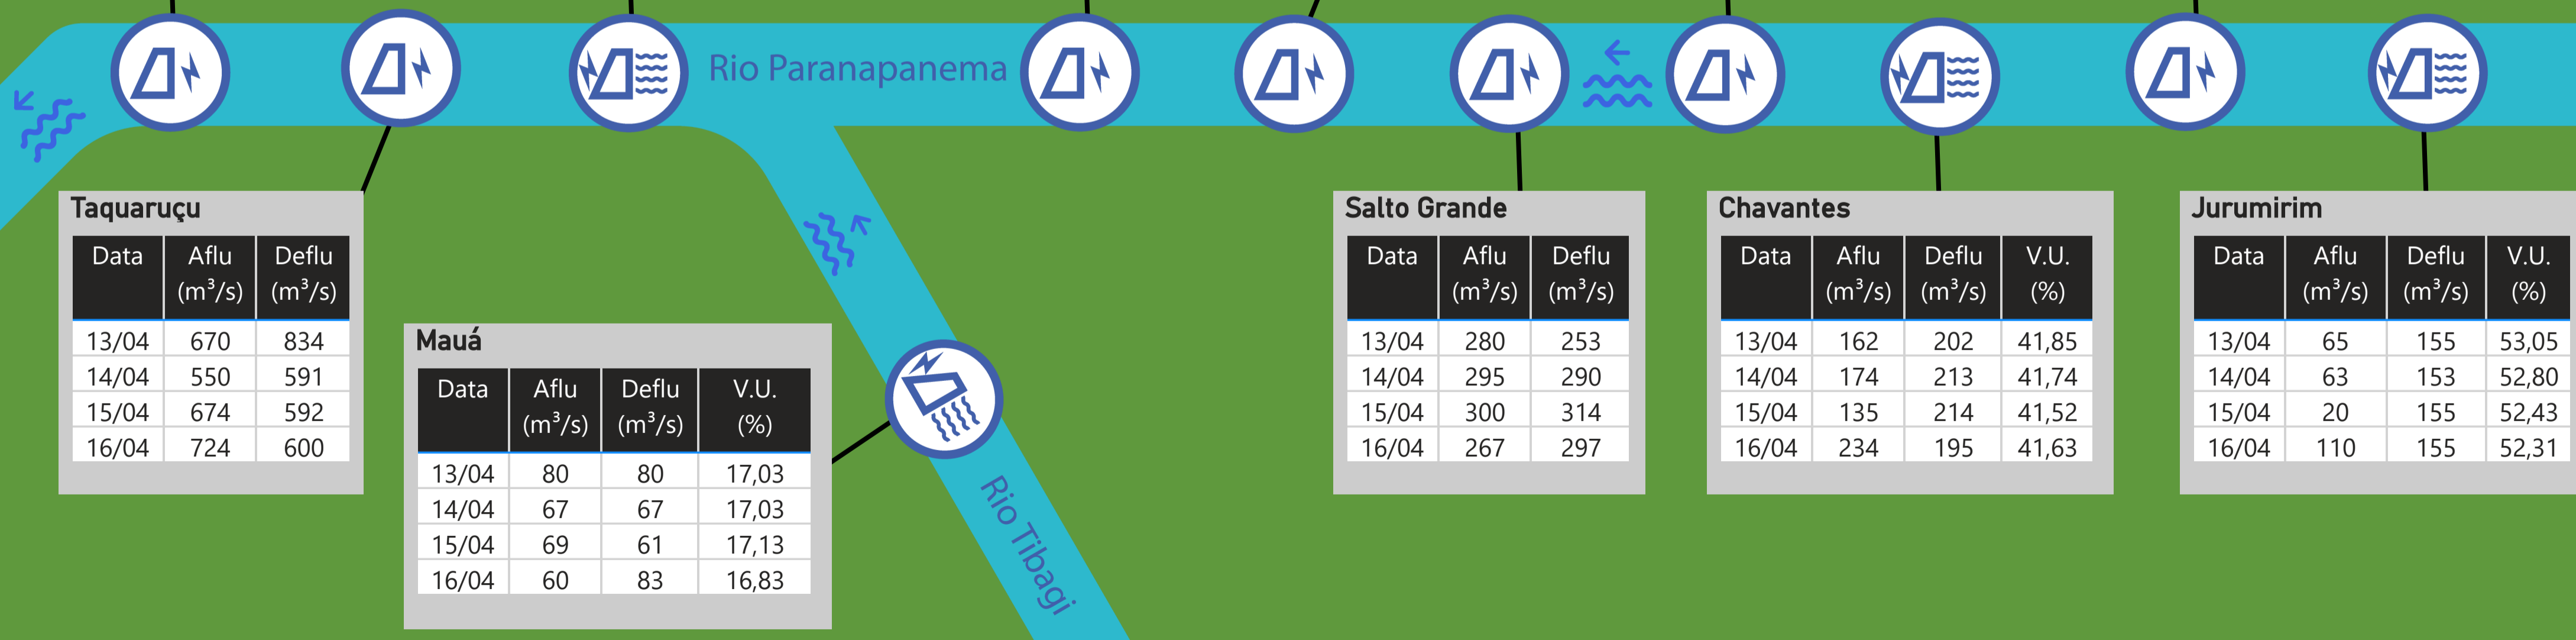 Rio Paranapanema
Taquaruçu
Data Aflu (m³/s) Deflu (m³/s)
13/04 670 834
14/04 550 591
15/04 674 592
16/04 724 600
Mauá
Data Aflu (m³/s) Deflu (m³/s) V.U. (%)
13/04 80 80 17,03
14/04 67 67 17,03
15/04 69 61 17,13
16/04 60 83 16,83
Rio Tibagi
Salto Grande
Data Aflu (m³/s) Deflu (m³/s)
13/04 280 253
14/04 295 290
15/04 300 314
16/04 267 297
Chavantes
Data Aflu (m³/s) Deflu (m³/s) V.U. (%)
13/04 162 202 41,85
14/04 174 213 41,74
15/04 135 214 41,52
16/04 234 195 41,63
Jurumirim
Data Aflu (m³/s) Deflu (m³/s) V.U. (%)
13/04 65 155 53,05
14/04 63 153 52,80
15/04 20 155 52,43
16/04 110 155 52,31